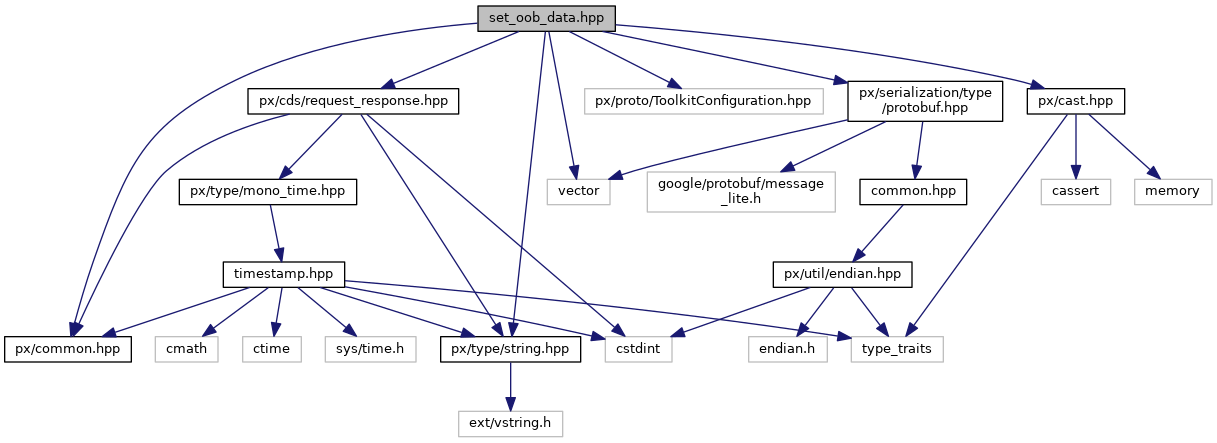 set_oob_data.hpp
px/cds/request_response.hpp
px/proto/ToolkitConfiguration.hpp
px/serialization/type
/protobuf.hpp
px/cast.hpp
px/type/mono_time.hpp
vector
google/protobuf/message
_lite.h
common.hpp
cassert
memory
timestamp.hpp
px/util/endian.hpp
px/common.hpp
cmath
ctime
sys/time.h
px/type/string.hpp
cstdint
endian.h
type_traits
ext/vstring.h